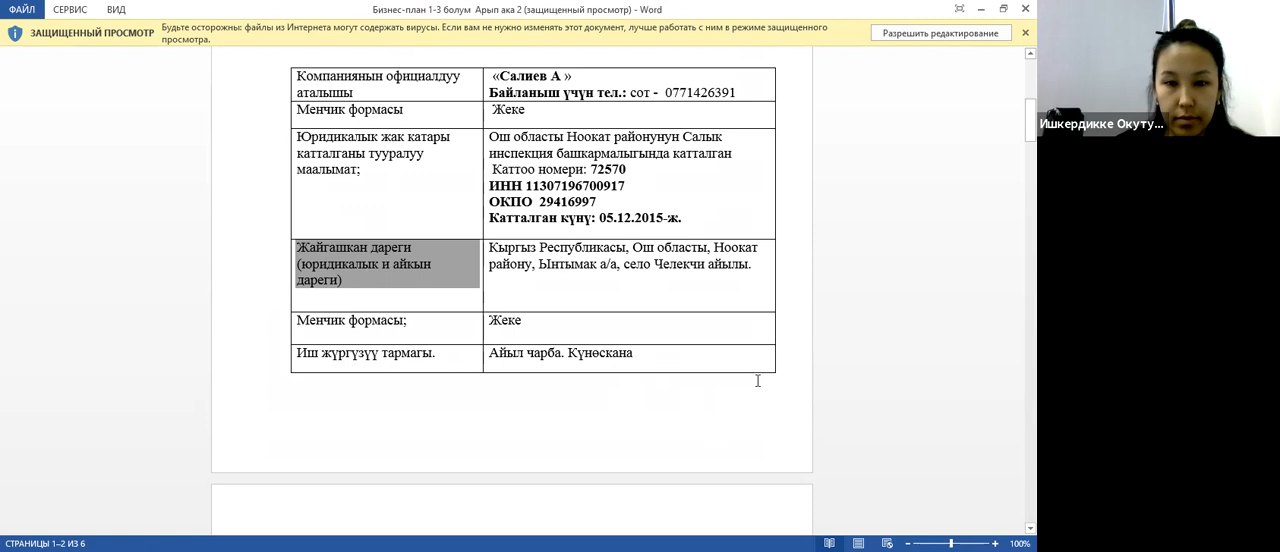 ФАЙЛ СЕРВИС ВИД
Бизнес-план 1-3 болум Арып ака 2 (защищенный просмотр) - Word
ЗАЩИЩЕННЫЙ ПРОСМОТР
Будьте осторожны: файлы из Интернета могут содержать вирусы. Если вам не нужно изменять этот документ, лучше работать с ним в режиме защищенного
просмотра.
Разрешить редактирование
Компаниянын официалдуу
аталышы
«Салиев А »
Байланыш үчүн тел.: сот - 0771426391
Менчик формасы
Жеке
Юридикалык жак катары
катталганы тууралуу
маалымат;
Ош областы Ноокат районунун Салык
инспекция башкармалыгында катталган
Каттоо номери: 72570
ИНН 11307196700917
ОКПО 29416997
Катталган күнү: 05.12.2015-ж.
Жайгашкан дареги
(юридикалык и айкын
дареги)
Кыргыз Республикасы, Ош областы, Ноокат
району, Ынтымак а/а, село Челекчи айылы.
Менчик формасы;
Жеке
Иш жүргүзүү тармагы.
Айыл чарба. Күнөскана
Ишкердикке Окуту...
СТРАНИЦЫ 1–2 ИЗ 6
100%